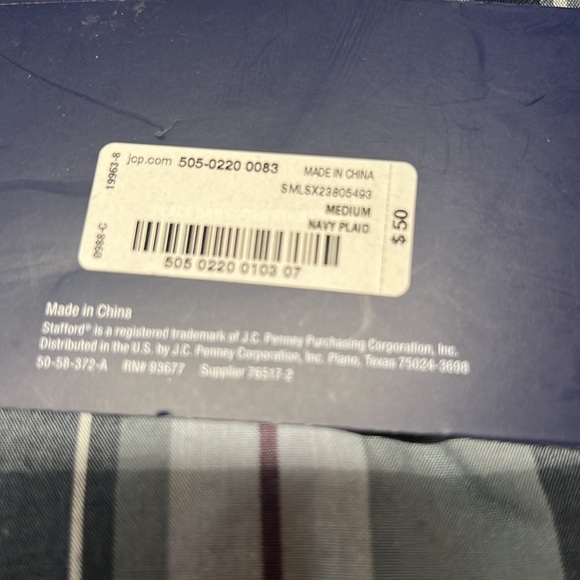 19963-8
0988-C
jcp.com 505-0220 0083
MADE IN CHINA
SMLSX23805493
MEDIUM
NAVY PLAID
$50
505 0220 0103 07
Made in China
Stafford® is a registered trademark of J.C. Penney Purchasing Corporation, Inc.
Distributed in the U.S. by J.C. Penney Corporation, Inc. Plano, Texas 75024-3698
50-58-372-A RN# 93677 Supplier 76517-2